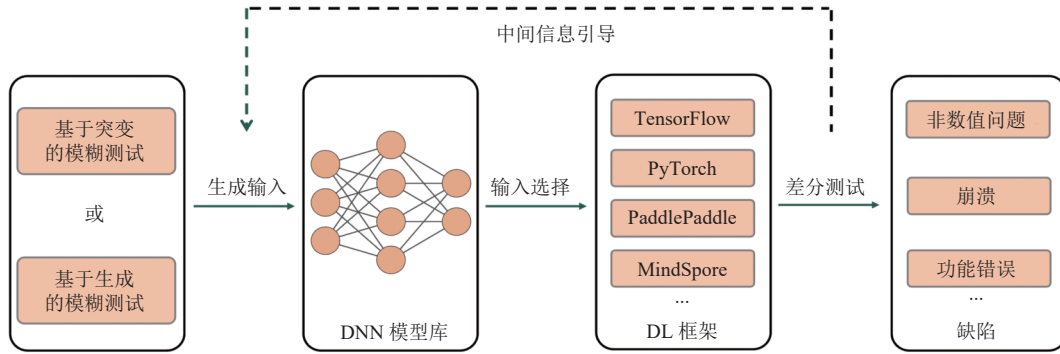 中间信息引导
基于突变
的模糊测试
或
基于生成
的模糊测试
生成输入
DNN 模型库
输入选择
TensorFlow
PyTorch
PaddlePaddle
MindSpore
...
DL 框架
差分测试
非数值问题
崩溃
功能错误
...
缺陷